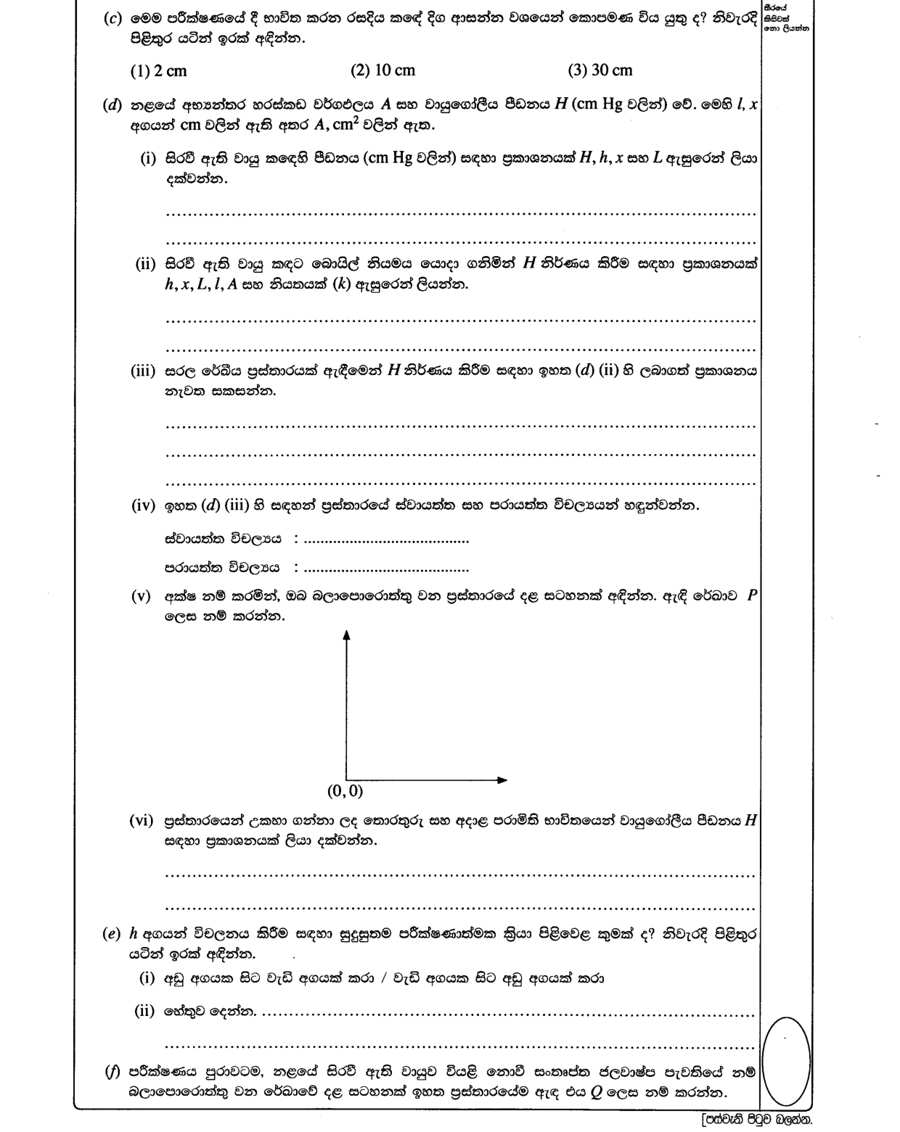 තීරයේ
කිසිවක්
නො ලියන්න
(c) මෙම පරීක්ෂණයේ දී භාවිත කරන රසදිය කඳේ දිග ආසන්න වශයෙන් කොපමණ විය යුතු ද? නිවැරදි
පිළිතුර යටින් ඉරක් අඳින්න.
(1) 2 cm (2) 10 cm (3) 30 cm
(d) නළයේ අභ්‍යන්තර හරස්කඩ වර්ගඵලය A සහ වායුගෝලීය පීඩනය H (cm Hg වලින්) වේ. මෙහි l, x
අගයන් cm වලින් ඇති අතර A, cm² වලින් ඇත.
(i) සිරවී ඇති වායු කඳෙහි පීඩනය (cm Hg වලින්) සඳහා ප්‍රකාශනයක් H, h, x සහ L ඇසුරෙන් ලියා
දක්වන්න.
(ii) සිරවී ඇති වායු කඳට බොයිල් නියමය යොදා ගනිමින් H නිර්ණය කිරීම සඳහා ප්‍රකාශනයක්
h, x, L, l, A සහ නියතයක් (k) ඇසුරෙන් ලියන්න.
(iii) සරල රේඛීය ප්‍රස්තාරයක් ඇඳීමෙන් H නිර්ණය කිරීම සඳහා ඉහත (d) (ii) හි ලබාගත් ප්‍රකාශනය
නැවත සකසන්න.
(iv) ඉහත (d) (iii) හි සඳහන් ප්‍රස්තාරයේ ස්වායත්ත සහ පරායත්ත විචල්‍යයන් හඳුන්වන්න.
ස්වායත්ත විචල්‍යය : ........................................
පරායත්ත විචල්‍යය : ........................................
(v) අක්ෂ නම් කරමින්, ඔබ බලාපොරොත්තු වන ප්‍රස්තාරයේ දළ සටහනක් අඳින්න. ඇඳි රේඛාව P
ලෙස නම් කරන්න.
(0, 0)
(vi) ප්‍රස්තාරයෙන් උකහා ගන්නා ලද තොරතුරු සහ අදාළ පරාමිති භාවිතයෙන් වායුගෝලීය පීඩනය H
සඳහා ප්‍රකාශනයක් ලියා දක්වන්න.
(e) h අගයන් විචලනය කිරීම සඳහා සුදුසුතම පරීක්ෂණාත්මක ක්‍රියා පිළිවෙළ කුමක් ද? නිවැරදි පිළිතුර
යටින් ඉරක් අඳින්න.
(i) අඩු අගයක සිට වැඩි අගයක් කරා / වැඩි අගයක සිට අඩු අගයක් කරා
(ii) හේතුව දෙන්න. ........................................
(f) පරීක්ෂණය පුරාවටම, නළයේ සිරවී ඇති වායුව වියළි නොවී සංතෘප්ත ජලවාෂ්ප පැවතියේ නම්
බලාපොරොත්තු වන රේඛාවේ දළ සටහනක් ඉහත ප්‍රස්තාරයේම ඇඳ එය Q ලෙස නම් කරන්න.
[පස්වැනි පිටුව බලන්න.